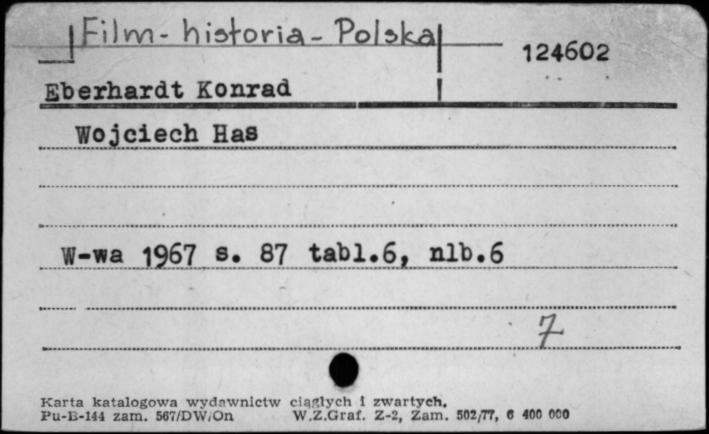 Film - historia - Polska
124602
Eberhardt Konrad
Wojciech Has
W-wa 1967 s. 87 tabl.6, nlb.6
7
Karta katalogowa wydawnictw ciągłych i zwartych.
Pu-B-144 zam. 567/DW/On W.Z.Graf. Z-2, Zam. 502/77, 6 400 000